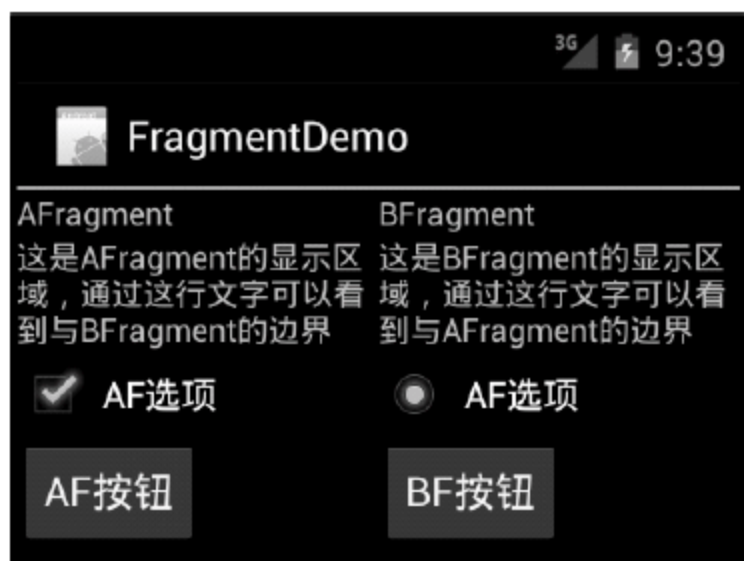 3G 9:39
FragmentDemo
AFragment
这是AFragment的显示区
域，通过这行文字可以看
到与BFragment的边界
AF选项
AF按钮
BFragment
这是BFragment的显示区
域，通过这行文字可以看
到与AFragment的边界
AF选项
BF按钮